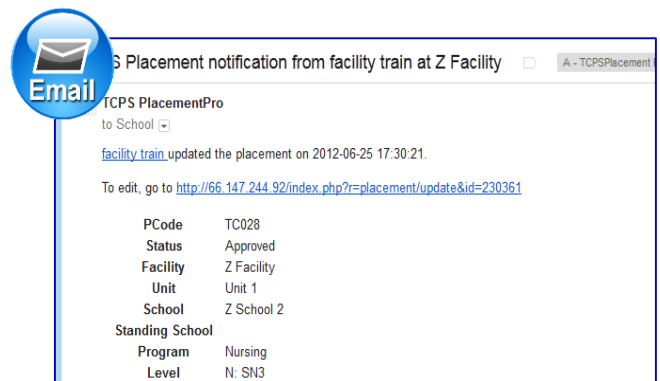 Email
S Placement notification from facility train at Z Facility
A - TCPSPlacement
TCPS PlacementPro
to School
facility train updated the placement on 2012-06-25 17:30:21.
To edit, go to http://66.147.244.92/index.php?r=placement/update&id=230361
PCode TC028
Status Approved
Facility Z Facility
Unit Unit 1
School Z School 2
Standing School
Program Nursing
Level N: SN3